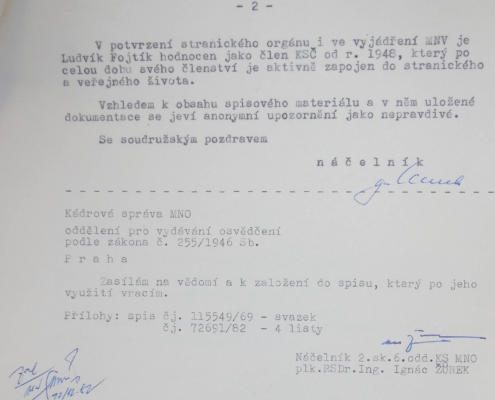 - 2 -
V potvrzení stranického orgánu i ve vyjádření MNV je
Ludvík Fojtík hodnocen jako člen KSČ od r. 1948, který po
celou dobu svého členství je aktivně zapojen do stranického
a veřejného života.
Vzhledem k obsahu spisového materiálu a v něm uložené
dokumentace se jeví anonymní upozornění jako nepravdivé.
Se soudružským pozdravem
n á č e l n í k
Kádrová správa MNO
oddělení pro vydávání osvědčení
podle zákona č. 255/1946 Sb.
P r a h a
Zasílám na vědomí a k založení do spisu, který po jeho
využití vracím.
Přílohy: spis čj. 115549/69 - svazek
čj. 72691/82 - 4 listy
Náčelník 2.sk.6.odd.KS MNO
plk.RSDr.Ing. Ignác ŽŮREK